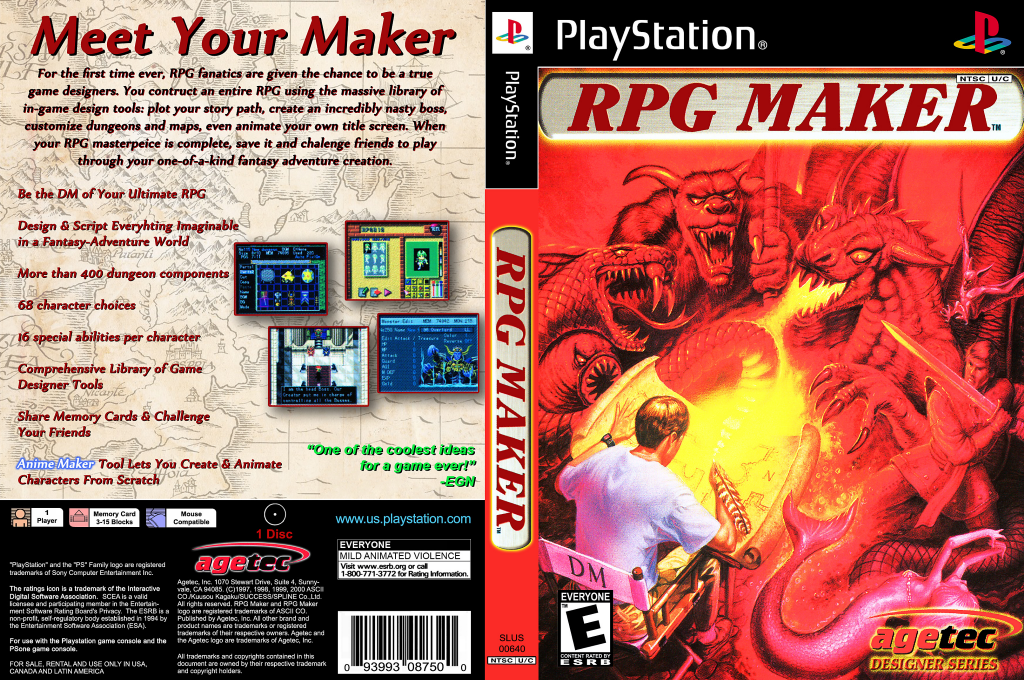 Meet Your Maker
For the first time ever, RPG fanatics are given the chance to be a true
game designers. You contruct an entire RPG using the massive library of
in-game design tools: plot your story path, create an incredibly nasty boss,
customize dungeons and maps, even animate your own title screen. When
your RPG masterpeice is complete, save it and chalenge friends to play
through your one-of-a-kind fantasy adventure creation.
Be the DM of Your Ultimate RPG
Design & Script Everyhting Imaginable
in a Fantasy-Adventure World
More than 400 dungeon components
68 character choices
16 special abilities per character
Comprehensive Library of Game
Designer Tools
Share Memory Cards & Challenge
Your Friends
Anime Maker Tool Lets You Create & Animate
Characters From Scratch
"One of the coolest ideas
for a game ever!"
-EGN
1
Player
Memory Card
3-15 Blocks
Mouse
Compatible
1 Disc
www.us.playstation.com
"PlayStation" and the "PS" Family logo are registered
trademarks of Sony Computer Entertainment Inc.
The ratings icon is a trademark of the Interactive
Digital Software Association. SCEA is a valid
licensee and participating member in the Entertain-
ment Software Rating Board's Privacy. The ESRB is a
non-profit, self-regulatory body established in 1994 by
the Entertainment Software Association (ESA).
For use with the Playstation game console and the
PSone game console.
FOR SALE, RENTAL AND USE ONLY IN USA,
CANADA AND LATIN AMERICA
agetec
Agetec, Inc. 1070 Stewart Drive, Suite 4, Sunny-
vale, CA 94085. (C)1997, 1998, 1999, 2000 ASCII
CO./Kuusou Kagaku/SUCCESS/SPLINE Co.,Ltd.
All rights reserved. RPG Maker and RPG Maker
logo are registered trademarks of ASCII CO.
Published by Agetec, Inc. All other brand and
product names are trademarks or registered
trademarks of their respective owners. Agetec and
the Agetec logo are trademarks of Agetec, Inc.
All trademarks and copyrights contained in this
document are owned by their respective trademark
and copyright holders.
EVERYONE
MILD ANIMATED VIOLENCE
Visit www.esrb.org or call
1-800-771-3772 for Rating Information.
0 93993 08750 0
PlayStation®
RPG MAKER™
SLUS
00640
NTSC U/C
PlayStation®
NTSC U/C
RPG MAKER™
DM
EVERYONE
E
CONTENT RATED BY
ESRB
agetec
DESIGNER SERIES